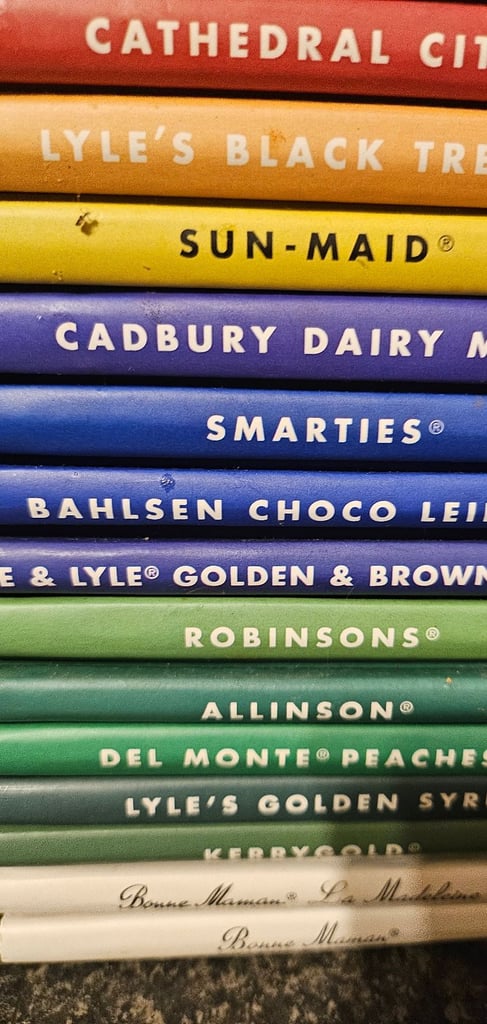 CATHEDRAL CIT
LYLE'S BLACK TRE
SUN-MAID®
CADBURY DAIRY M
SMARTIES®
BAHLSEN CHOCO LEI
E & LYLE® GOLDEN & BROWN
ROBINSONS®
ALLINSON®
DEL MONTE® PEACHES
LYLE'S GOLDEN SYR
KERRYGOLD®
Bonne Maman® La Madeleine
Bonne Maman®